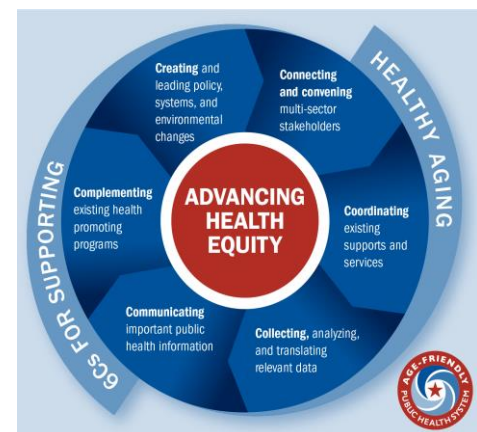 6Cs FOR SUPPORTING
HEALTHY AGING
Creating and
leading policy,
systems, and
environmental
changes
Connecting
and convening
multi-sector
stakeholders
Coordinating
existing
supports and
services
Collecting, analyzing,
and translating
relevant data
Communicating
important public
health information
Complementing
existing health
promoting
programs
ADVANCING
HEALTH
EQUITY
AGE-FRIENDLY
PUBLIC HEALTH SYSTEM